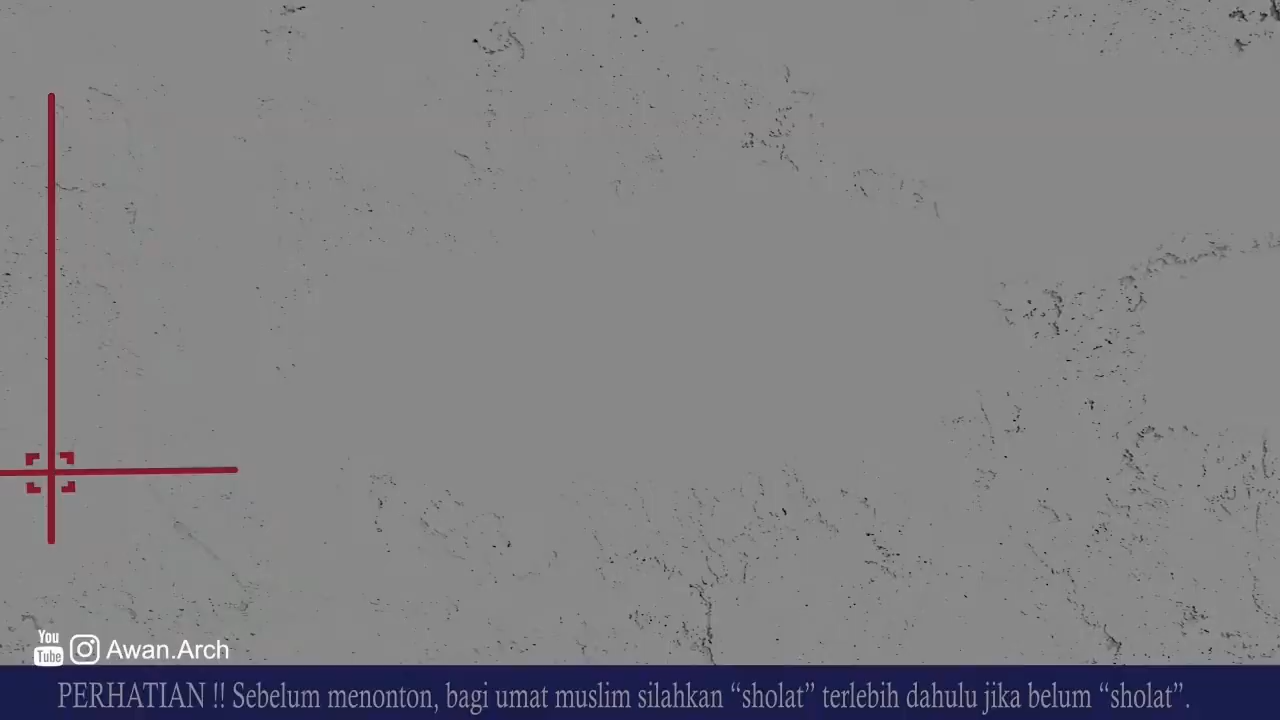 You
Tube Awan.Arch
PERHATIAN !! Sebelum menonton, bagi umat muslim silahkan “sholat” terlebih dahulu jika belum “sholat”.